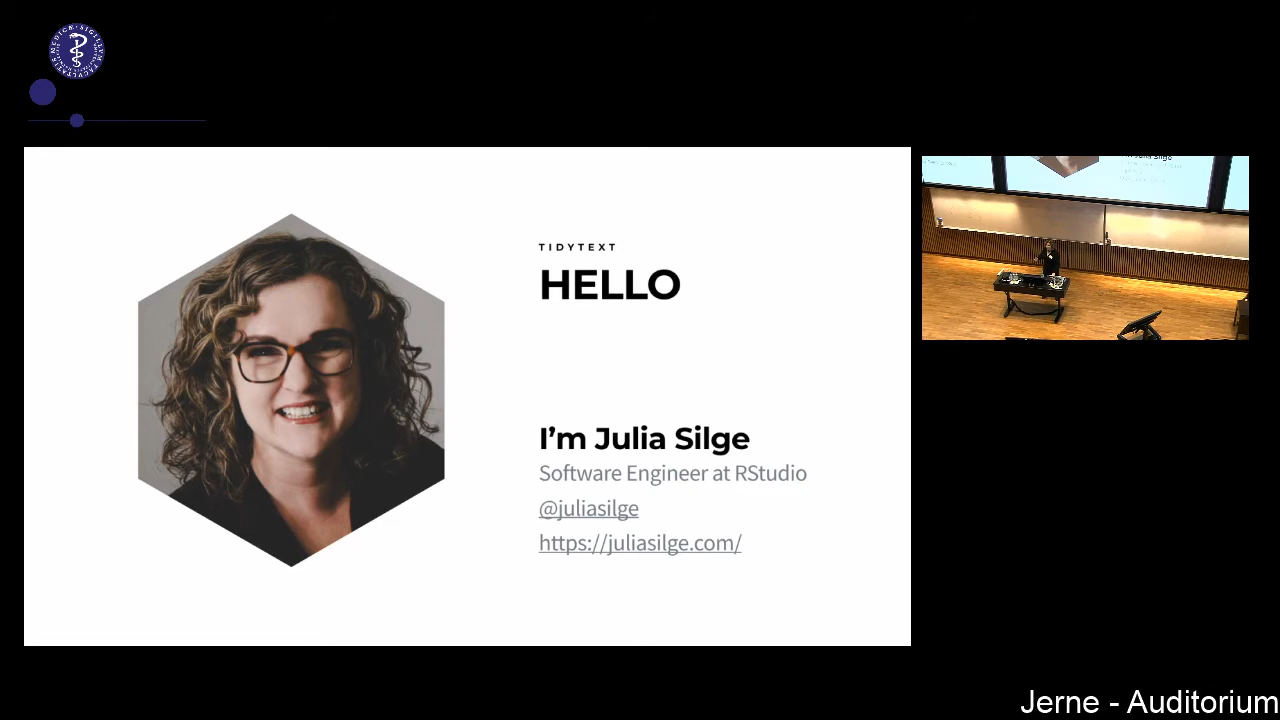 TIDYTEXT
HELLO
I'm Julia Silge
Software Engineer at RStudio
@juliasilge
https://juliasilge.com/
Jerne - Auditorium